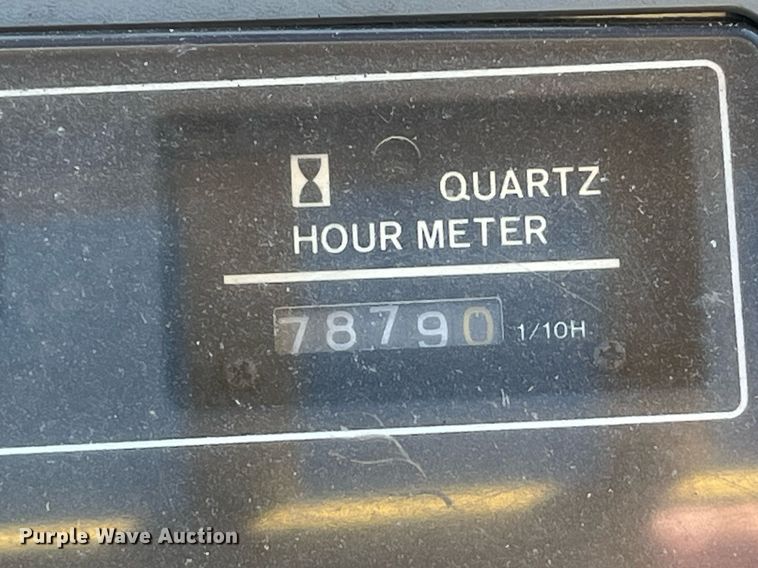 QUARTZ
HOUR METER
78790 1/10H
Purple Wave Auction